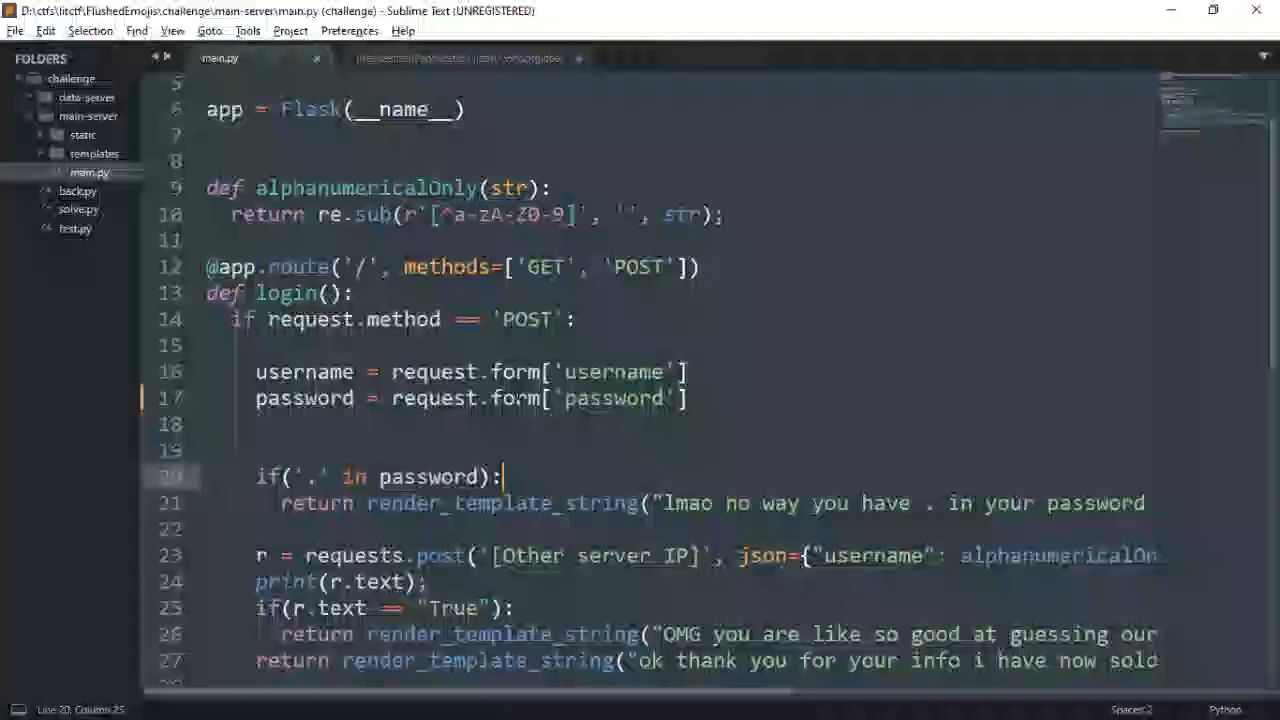 D:\ctfs\litctf\FlushedEmojis\challenge\main-server\main.py (challenge) - Sublime Text (UNREGISTERED)
File Edit Selection Find View Goto Tools Project Preferences Help
FOLDERS
challenge
data-server
main-server
static
templates
main.py
back.py
solve.py
test.py
main.py
5
6 app = Flask(__name__)
7
8
9 def alphanumericalOnly(str):
10 return re.sub(r'[^a-zA-Z0-9]', '', str);
11
12 @app.route('/', methods=['GET', 'POST'])
13 def login():
14 if request.method == 'POST':
15
16 username = request.form['username']
17 password = request.form['password']
18
19
20 if('.' in password):
21 return render_template_string("lmao no way you have . in your password
22
23 r = requests.post('[Other server IP]', json={"username": alphanumericalOn
24 print(r.text);
25 if(r.text == "True"):
26 return render_template_string("OMG you are like so good at guessing our
27 return render_template_string("ok thank you for your info i have now sold
Line 20, Column 25
Spaces: 2
Python